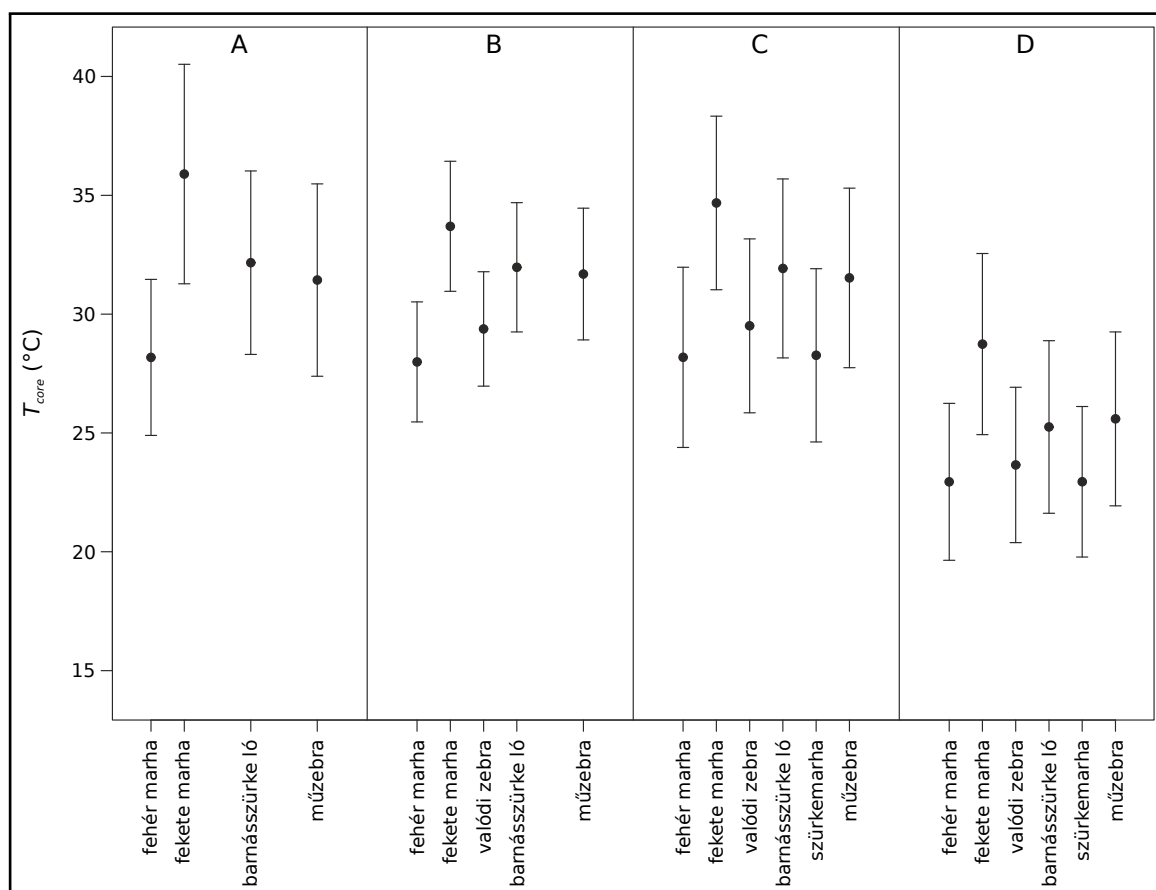 A
B
C
D
40
35
30
25
20
15
T_core (°C)
fehér marha
fekete marha
barnásszürke ló
műzebra
fehér marha
fekete marha
valódi zebra
barnásszürke ló
műzebra
fehér marha
fekete marha
valódi zebra
barnásszürke ló
szürkemarha
műzebra
fehér marha
fekete marha
valódi zebra
barnásszürke ló
szürkemarha
műzebra